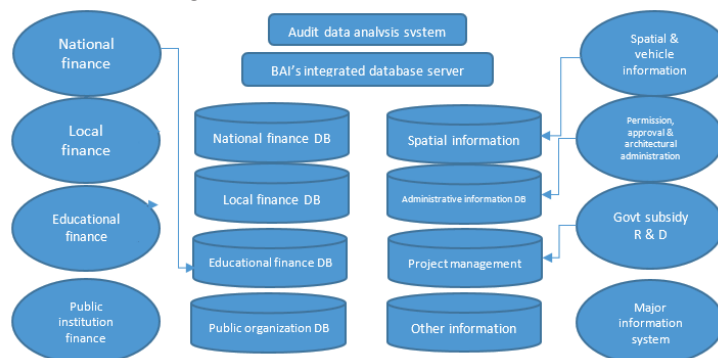 Audit data analysis system
BAI's integrated database server
National
finance
Local
finance
Educational
finance
Public
institution
finance
National finance DB
Local finance DB
Educational finance DB
Public organization DB
Spatial information
Administrative information DB
Project management
Other information
Spatial &
vehicle
information
Permission,
approval &
architectural
administration
Govt subsidy
R & D
Major
information
system